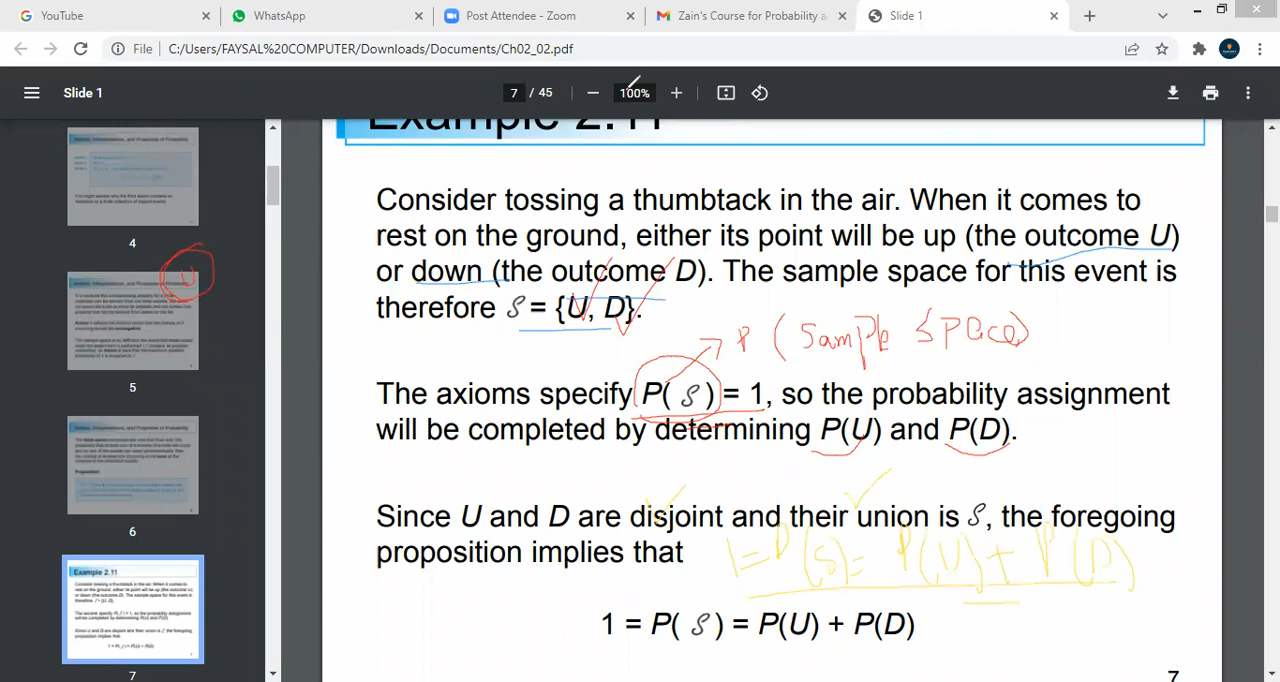 YouTube
WhatsApp
Post Attendee - Zoom
Zain's Course for Probability a
Slide 1
File
C:/Users/FAYSAL%20COMPUTER/Downloads/Documents/Ch02_02.pdf
Slide 1
7 / 45
100%
4
U
5
6
Example 2.11
7
Example 2.11
Consider tossing a thumbtack in the air. When it comes to
rest on the ground, either its point will be up (the outcome U)
or down (the outcome D). The sample space for this event is
therefore 𝒮 = {U, D}.
P (Sample Space)
The axioms specify P( 𝒮 ) = 1, so the probability assignment
will be completed by determining P(U) and P(D).
Since U and D are disjoint and their union is 𝒮, the foregoing
proposition implies that
1 = P(S) = P(U) + P(D)
1 = P( 𝒮 ) = P(U) + P(D)
7